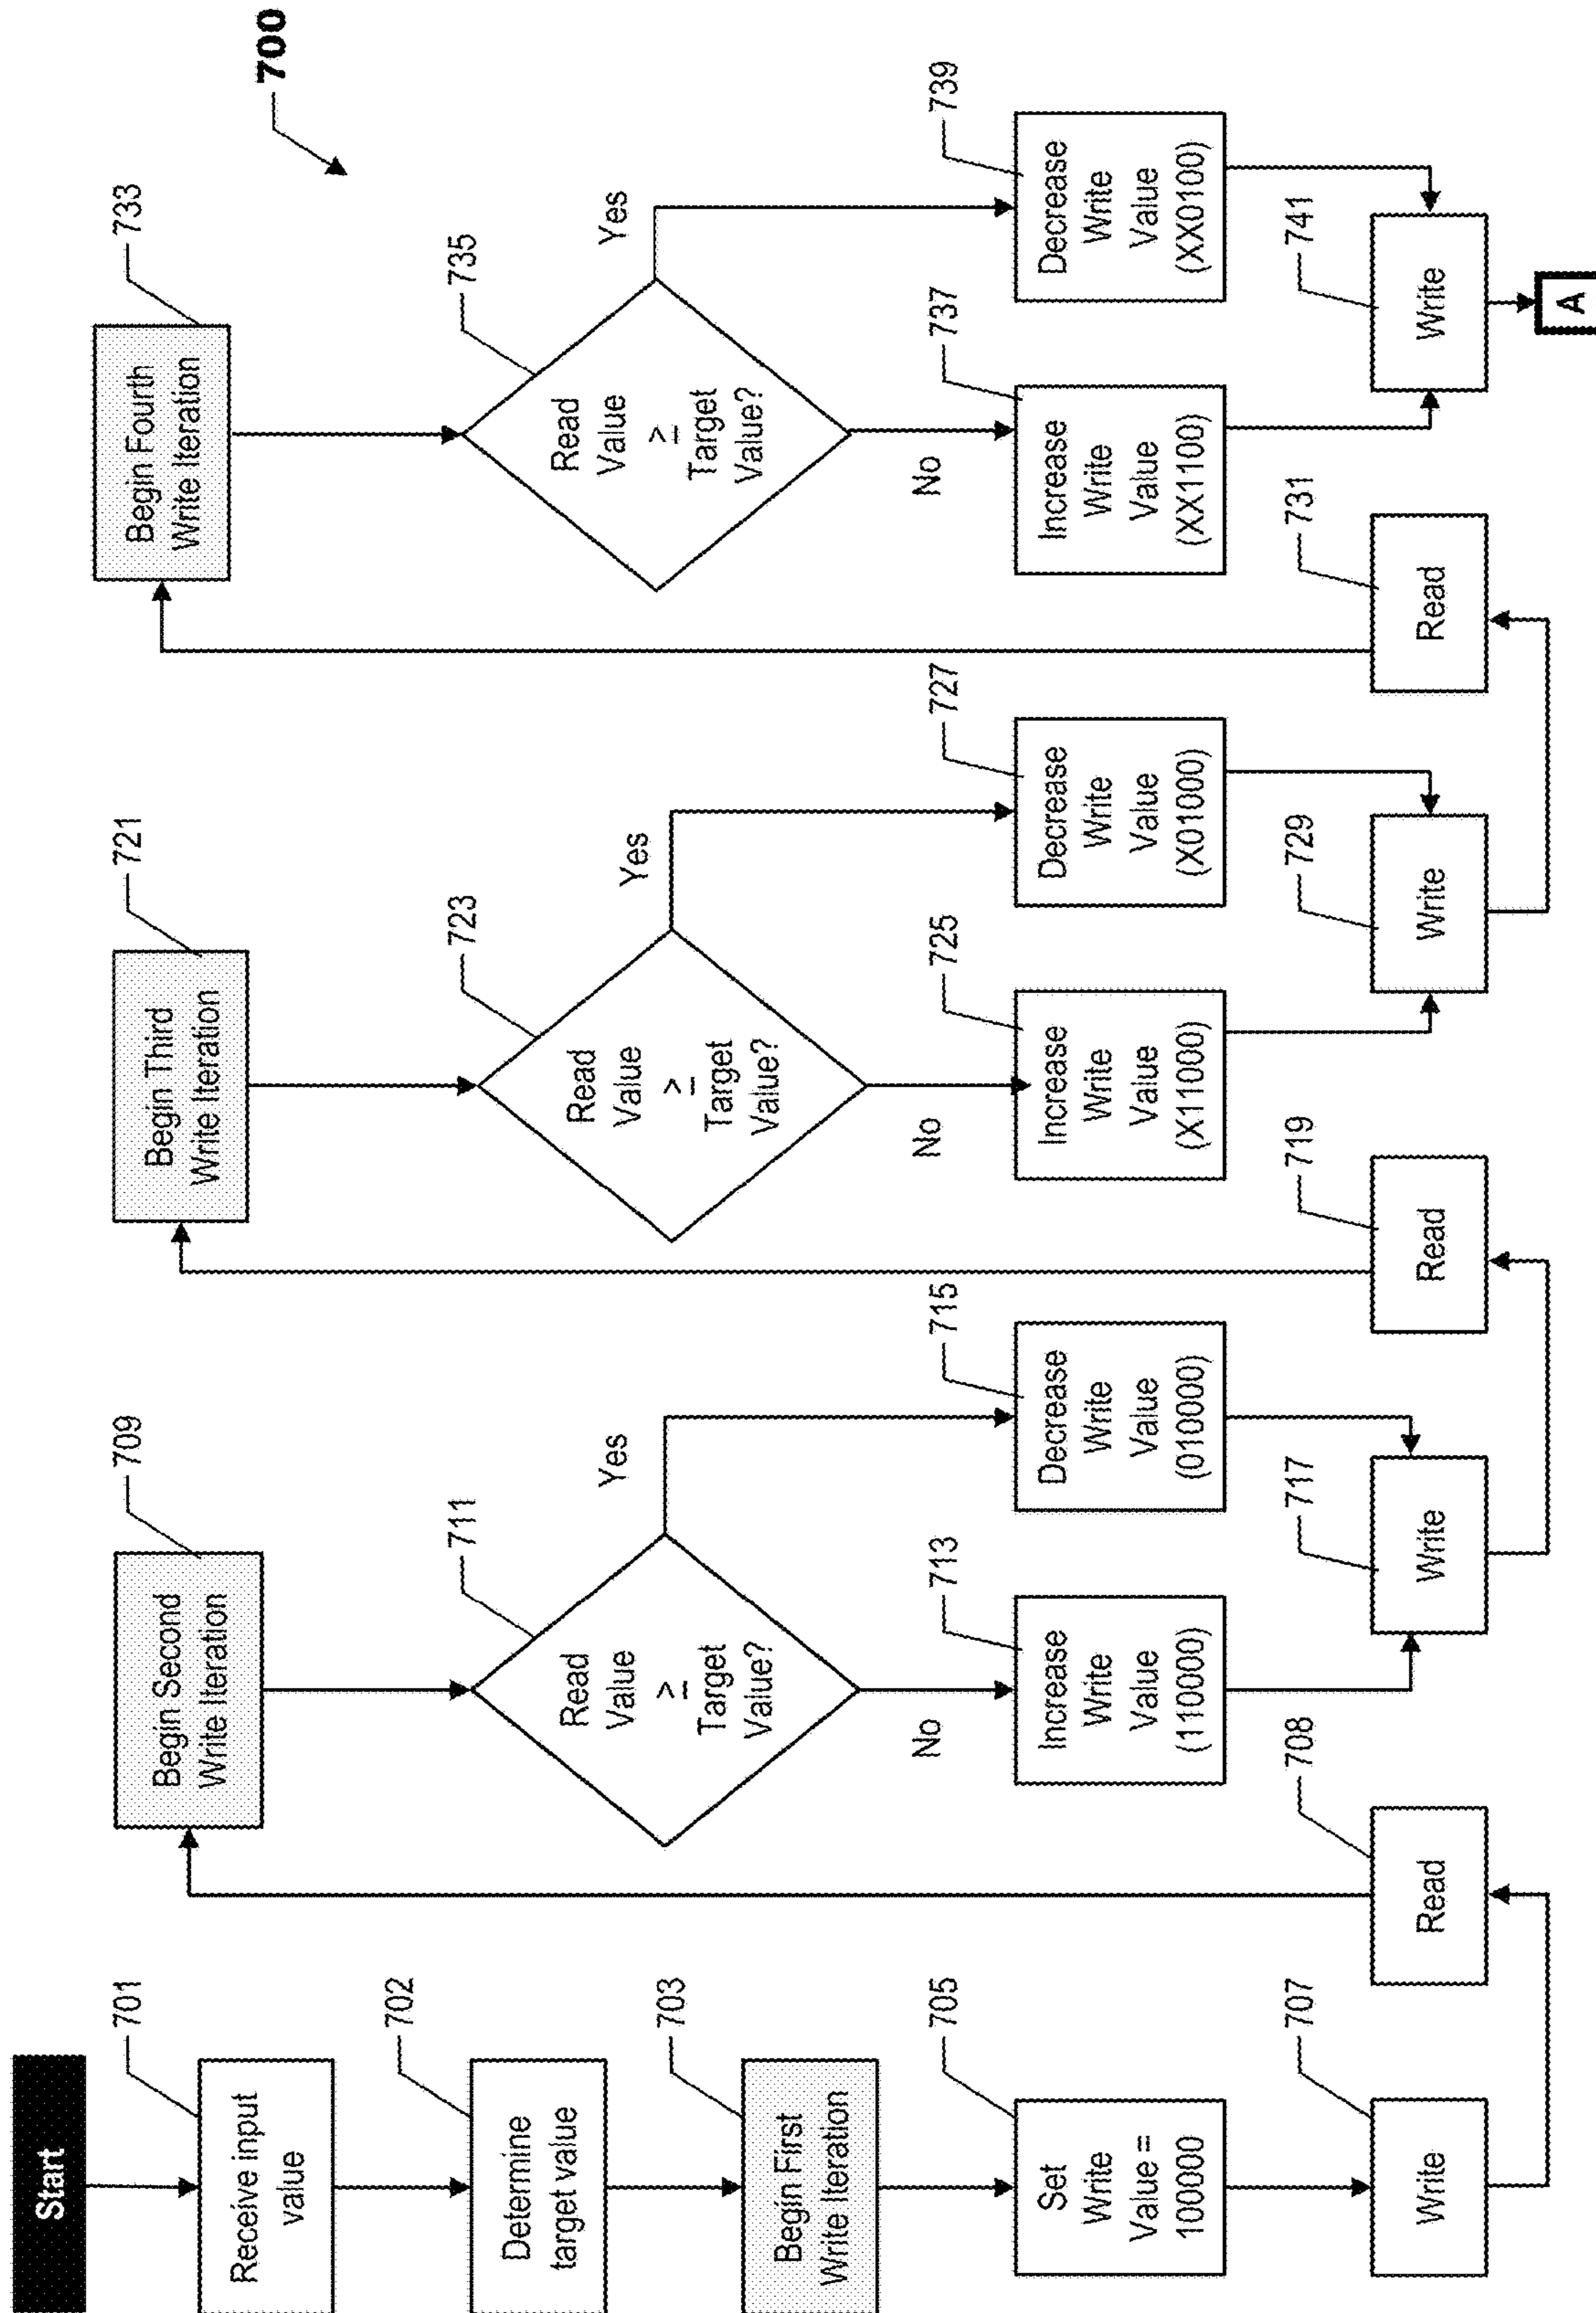 700
Start
701
Receive input
value
702
Determine
target value
703
Begin First
Write Iteration
705
Set
Write
Value =
100000
707
Write
708
Read
709
Begin Second
Write Iteration
711
Read
Value
>
Target
Value?
No
Yes
713
Increase
Write
Value
(110000)
715
Decrease
Write
Value
(010000)
717
Write
719
Read
721
Begin Third
Write Iteration
723
Read
Value
≥
Target
Value?
No
Yes
725
Increase
Write
Value
(X11000)
727
Decrease
Write
Value
(X01000)
729
Write
731
Read
733
Begin Fourth
Write Iteration
735
Read
Value
≥
Target
Value?
No
Yes
737
Increase
Write
Value
(XX1100)
739
Decrease
Write
Value
(XX0100)
741
Write
A